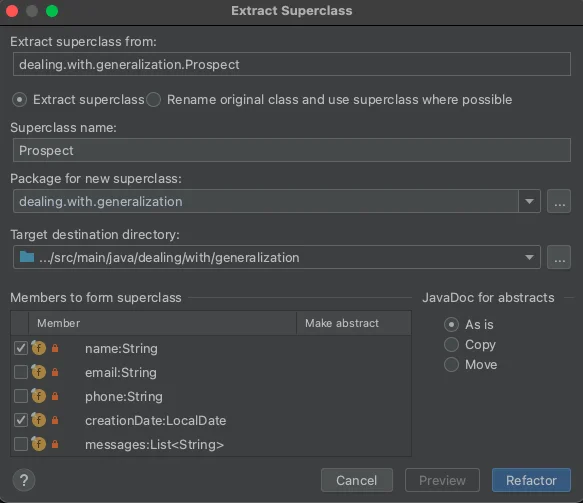 Extract Superclass
Extract superclass from:
dealing.with.generalization.Prospect
Extract superclass Rename original class and use superclass where possible
Superclass name:
Prospect
Package for new superclass:
dealing.with.generalization ...
Target destination directory:
.../src/main/java/dealing/with/generalization ...
Members to form superclass JavaDoc for abstracts
Member Make abstract As is
name:String Copy
email:String Move
phone:String
creationDate:LocalDate
messages:List<String>
? Cancel Preview Refactor